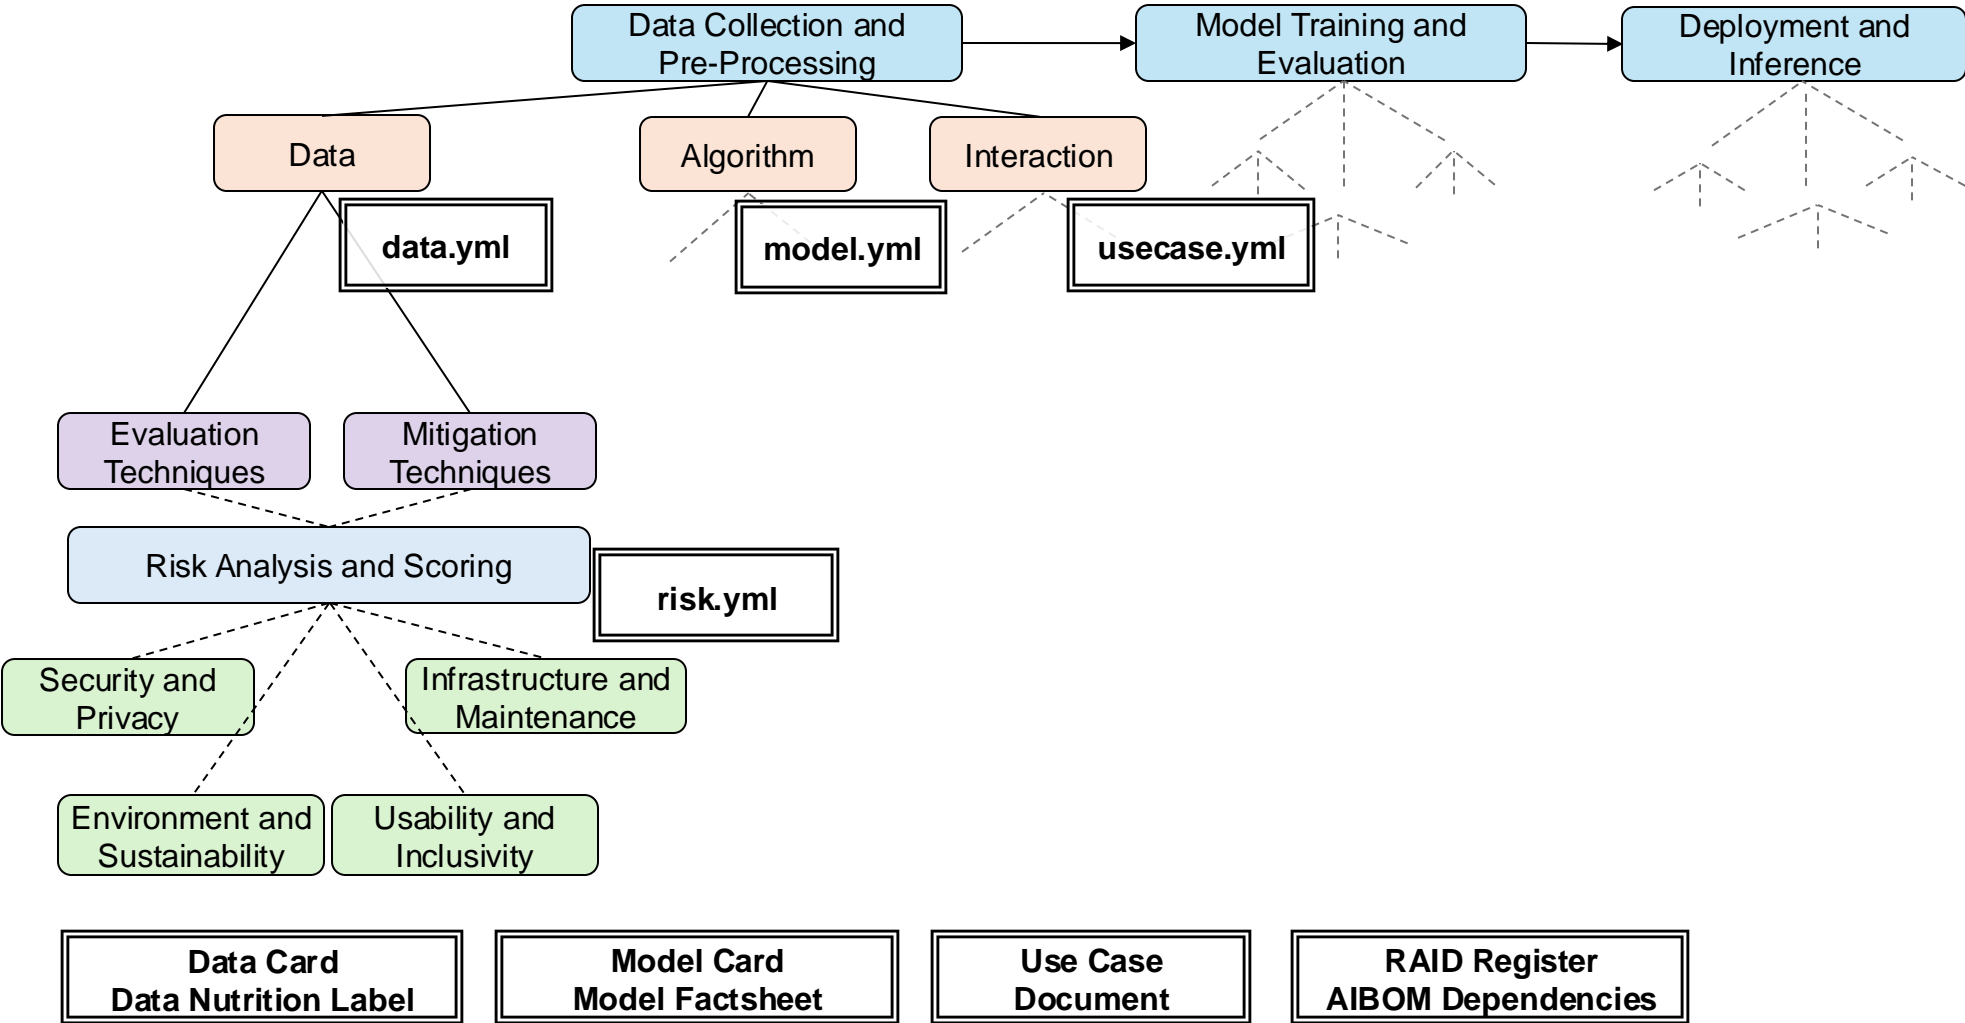 Data Collection and
Pre-Processing
Model Training and
Evaluation
Deployment and
Inference
Data
Algorithm
Interaction
data.yml
model.yml
usecase.yml
Evaluation
Techniques
Mitigation
Techniques
Risk Analysis and Scoring
risk.yml
Security and
Privacy
Infrastructure and
Maintenance
Environment and
Sustainability
Usability and
Inclusivity
Data Card
Data Nutrition Label
Model Card
Model Factsheet
Use Case
Document
RAID Register
AIBOM Dependencies